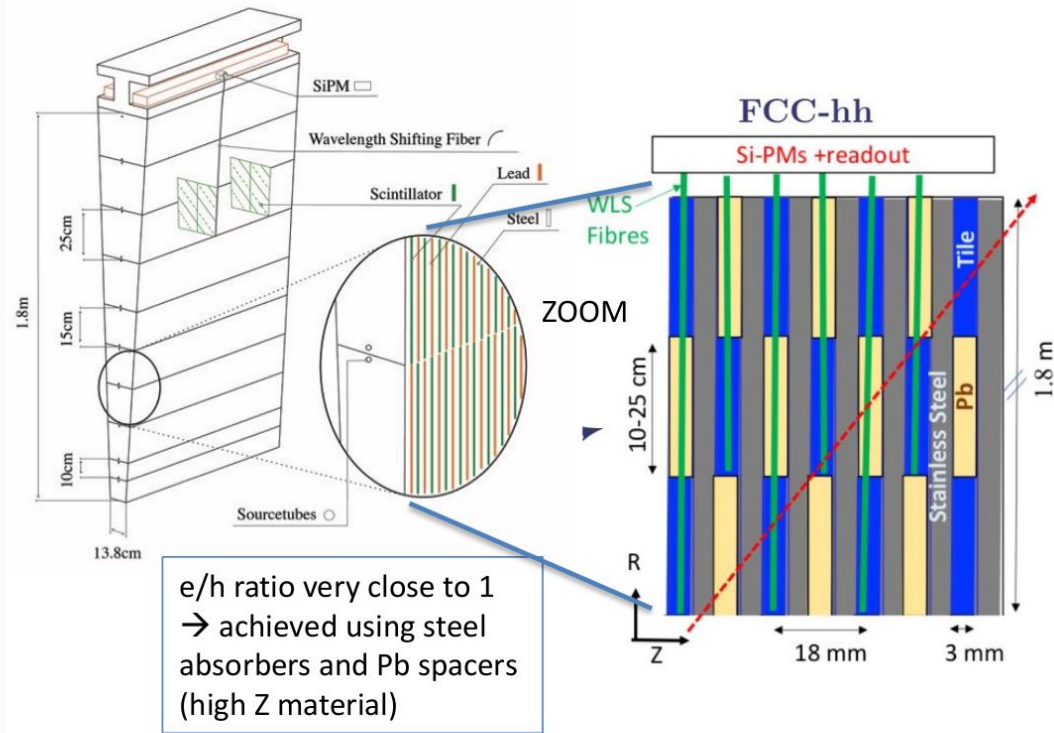 SiPM
Wavelength Shifting Fiber
Lead
Scintillator
Steel
25cm
1.8m
15cm
10cm
13.8cm
Sourcetubes
ZOOM
FCC-hh
Si-PMs +readout
WLS
Fibres
Tile
Pb
Stainless Steel
10-25 cm
1.8 m
R
Z
18 mm
3 mm
e/h ratio very close to 1
→ achieved using steel
absorbers and Pb spacers
(high Z material)